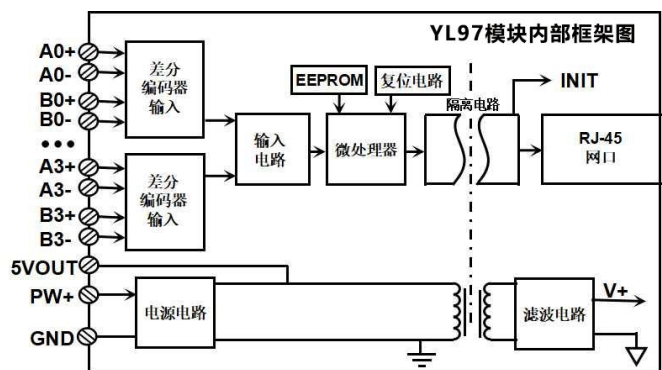 YL97模块内部框架图
A0+
A0-
B0+
B0-
•••
A3+
A3-
B3+
B3-
5VOUT
PW+
GND
差分
编码器
输入
差分
编码器
输入
输入
电路
EEPROM
复位电路
微处理器
隔离电路
INIT
RJ-45
网口
电源电路
滤波电路
V+